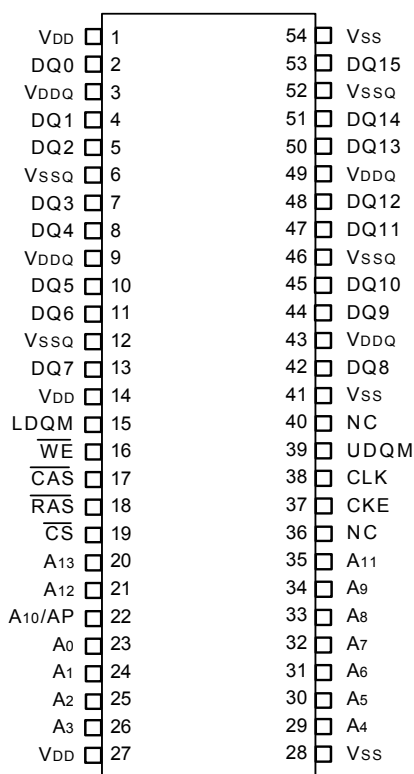 VDD 1 54 VSS
DQ0 2 53 DQ15
VDDQ 3 52 VSSQ
DQ1 4 51 DQ14
DQ2 5 50 DQ13
VSSQ 6 49 VDDQ
DQ3 7 48 DQ12
DQ4 8 47 DQ11
VDDQ 9 46 VSSQ
DQ5 10 45 DQ10
DQ6 11 44 DQ9
VSSQ 12 43 VDDQ
DQ7 13 42 DQ8
VDD 14 41 VSS
LDQM 15 40 NC
W̅E̅ 16 39 UDQM
C̅A̅S̅ 17 38 CLK
R̅A̅S̅ 18 37 CKE
C̅S̅ 19 36 NC
A13 20 35 A11
A12 21 34 A9
A10/AP 22 33 A8
A0 23 32 A7
A1 24 31 A6
A2 25 30 A5
A3 26 29 A4
VDD 27 28 VSS